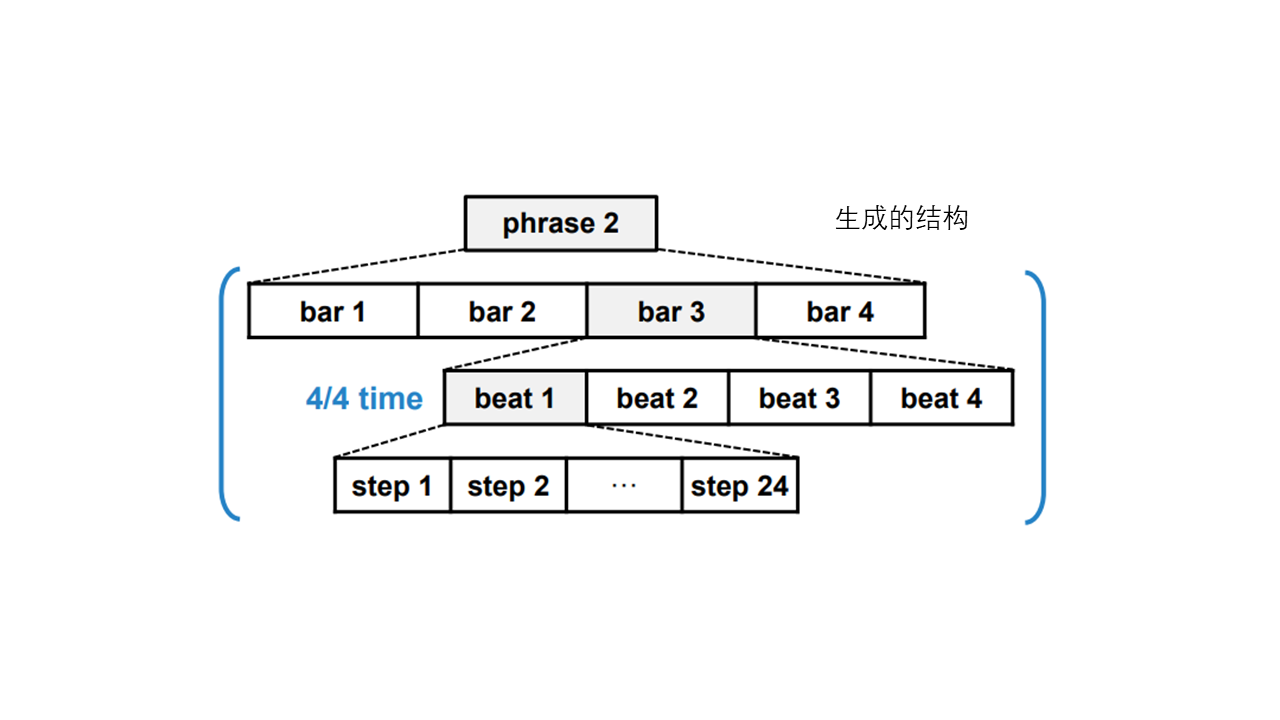 phrase 2
生成的结构
bar 1 bar 2 bar 3 bar 4
4/4 time beat 1 beat 2 beat 3 beat 4
step 1 step 2 ... step 24